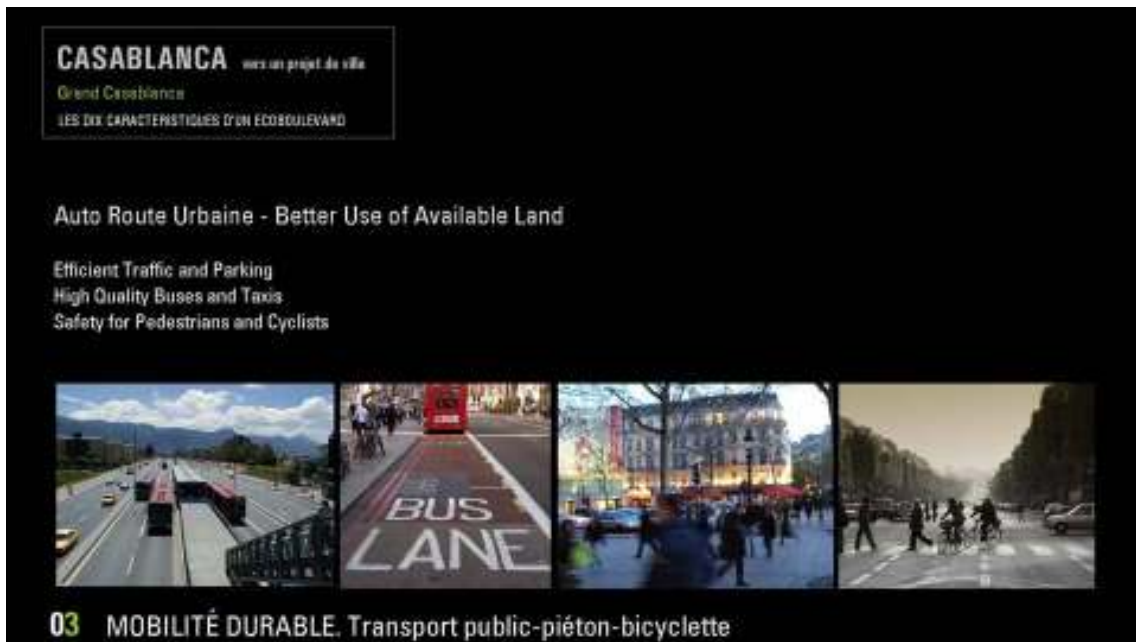 CASABLANCA vers un projet de ville
Grand Casablanca
LES DIX CARACTERISTIQUES D'UN ECOBOULEVARD
Auto Route Urbaine - Better Use of Available Land
Efficient Traffic and Parking
High Quality Buses and Taxis
Safety for Pedestrians and Cyclists
BUS
LANE
03 MOBILITÉ DURABLE. Transport public-piéton-bicyclette